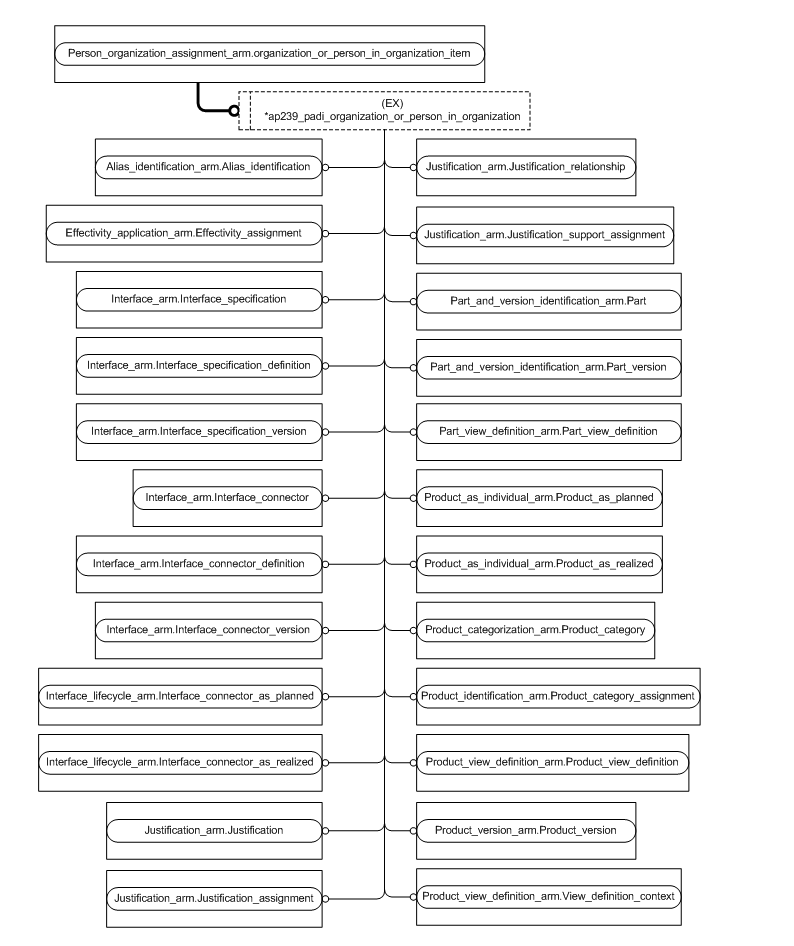 Person_organization_assignment_arm.organization_or_person_in_organization_item
(EX)
*ap239_padi_organization_or_person_in_organization
Alias_identification_arm.Alias_identification
Justification_arm.Justification_relationship
Effectivity_application_arm.Effectivity_assignment
Justification_arm.Justification_support_assignment
Interface_arm.Interface_specification
Part_and_version_identification_arm.Part
Interface_arm.Interface_specification_definition
Part_and_version_identification_arm.Part_version
Interface_arm.Interface_specification_version
Part_view_definition_arm.Part_view_definition
Interface_arm.Interface_connector
Product_as_individual_arm.Product_as_planned
Interface_arm.Interface_connector_definition
Product_as_individual_arm.Product_as_realized
Interface_arm.Interface_connector_version
Product_categorization_arm.Product_category
Interface_lifecycle_arm.Interface_connector_as_planned
Product_identification_arm.Product_category_assignment
Interface_lifecycle_arm.Interface_connector_as_realized
Product_view_definition_arm.Product_view_definition
Justification_arm.Justification
Product_version_arm.Product_version
Justification_arm.Justification_assignment
Product_view_definition_arm.View_definition_context